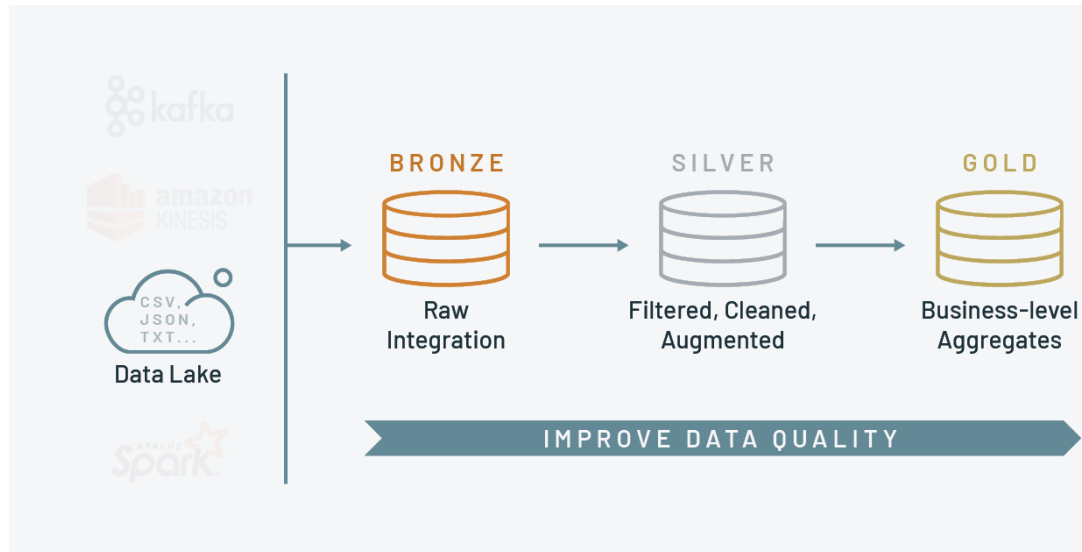 kafka
amazon
KINESIS
CSV,
JSON,
TXT...
Data Lake
APACHE
Spark
BRONZE
Raw
Integration
SILVER
Filtered, Cleaned,
Augmented
GOLD
Business-level
Aggregates
IMPROVE DATA QUALITY